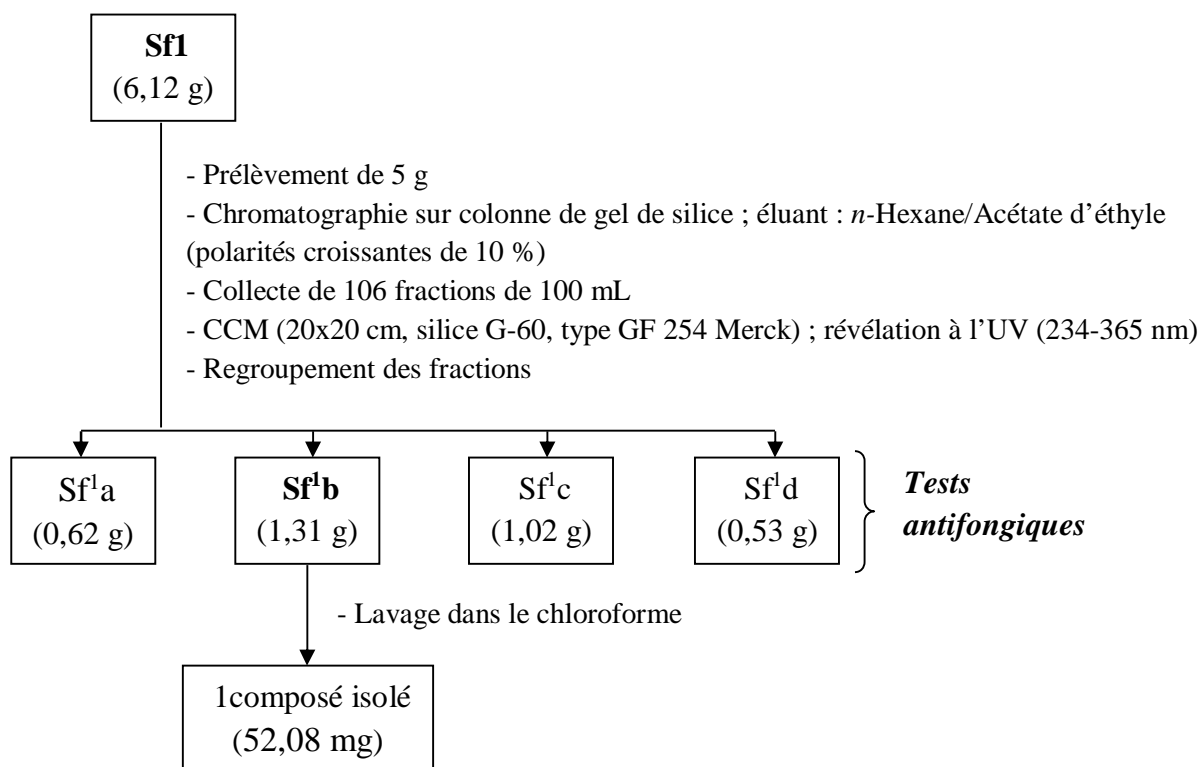 Sf1
(6,12 g)
- Prélèvement de 5 g
- Chromatographie sur colonne de gel de silice ; éluant : n-Hexane/Acétate d’éthyle
(polarités croissantes de 10 %)
- Collecte de 106 fractions de 100 mL
- CCM (20x20 cm, silice G-60, type GF 254 Merck) ; révélation à l’UV (234-365 nm)
- Regroupement des fractions
Sf¹a
(0,62 g)
Sf¹b
(1,31 g)
Sf¹c
(1,02 g)
Sf¹d
(0,53 g)
Tests
antifongiques
- Lavage dans le chloroforme
1composé isolé
(52,08 mg)